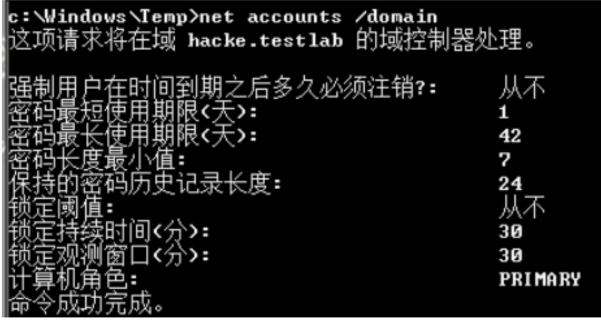 c:\Windows\Temp>net accounts /domain
这项请求将在域 hacke.testlab 的域控制器处理。
强制用户在时间到期之后多久必须注销?: 从不
密码最短使用期限(天): 1
密码最长使用期限(天): 42
密码长度最小值: 7
保持的密码历史记录长度: 24
锁定阈值: 从不
锁定持续时间(分): 30
锁定观测窗口(分): 30
计算机角色: PRIMARY
命令成功完成。